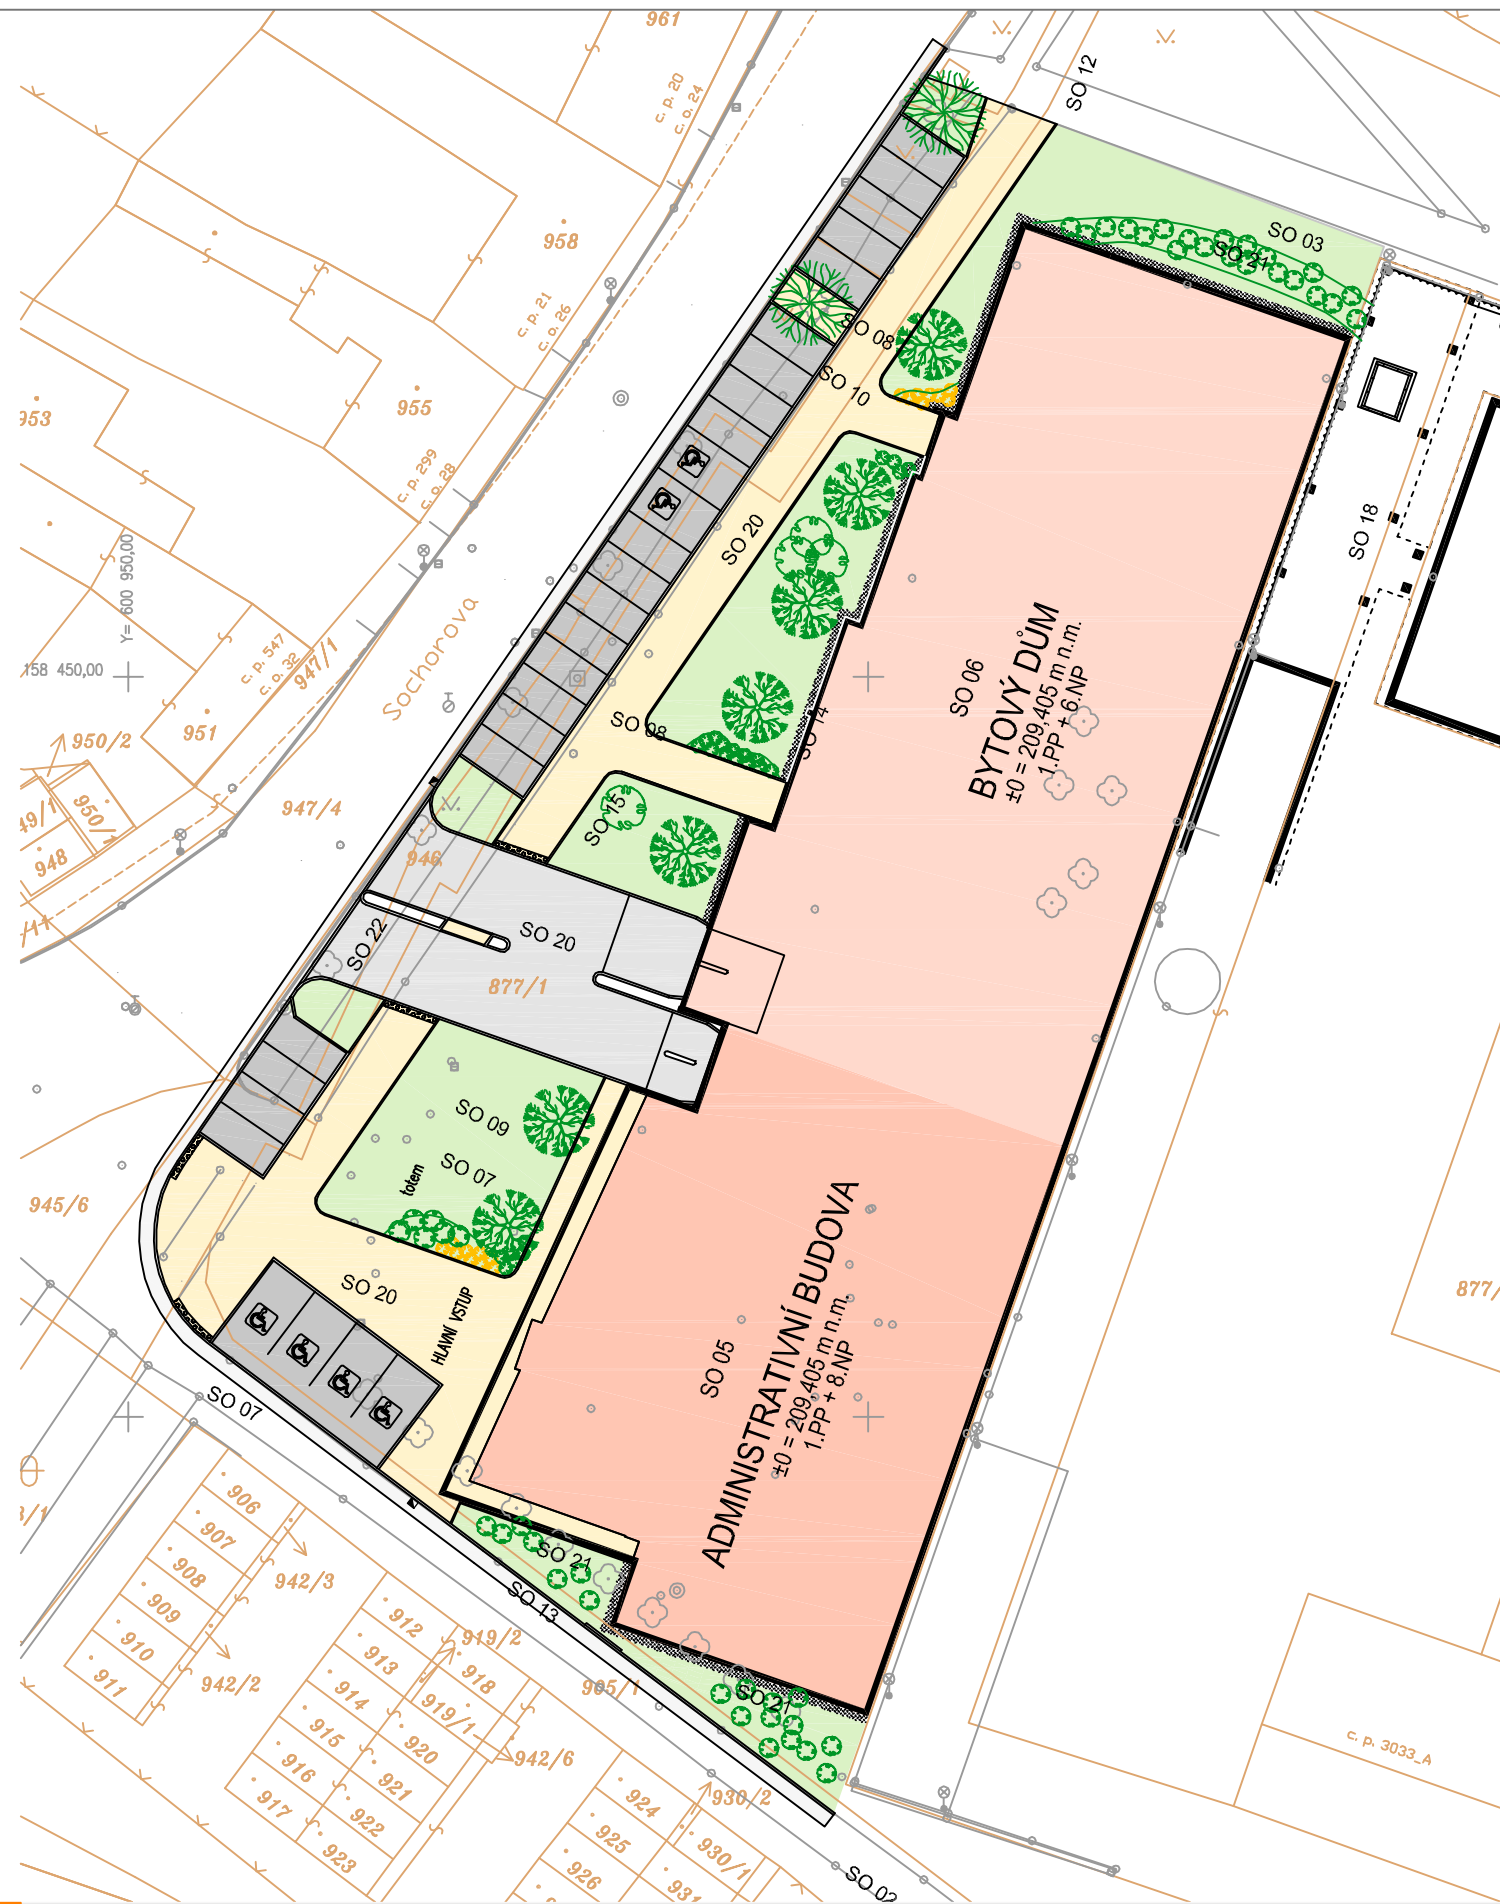 961
SO 12
c. p. 20
c. o. 24
SO 03
SO 21
958
c. p. 21
c. o. 26
SO 08
SO 10
955
953
c. p. 299
c. o. 28
SO 20
SO 18
Y= 600 950,00
c. p. 547
c. o. 32
947/1
Sochorova
158 450,00
SO 06
BYTOVÝ DŮM
±0 = 209,405 m n.m.
1.PP + 6.NP
951
950/2
SO 08
SO 14
947/4
49/1
950/1
948
SO 15
946
SO 22
SO 20
877/1
SO 09
SO 07
totem
945/6
SO 20
HLAVNÍ VSTUP
877/
SO 05
ADMINISTRATIVNÍ BUDOVA
±0 = 209,405 m n.m.
1.PP + 8.NP
SO 07
906
907
908
909
910
911
942/3
942/2
SO 21
SO 13
912
913
914
915
916
917
919/2
918
919/1
920
921
922
923
942/6
905/1
SO 21
930/2
924
925
926
930/1
931
c. p. 3033_A
SO 02